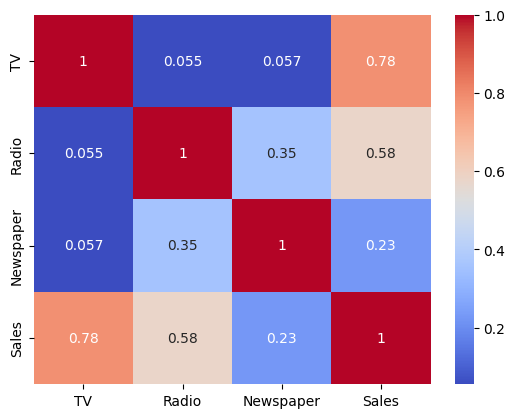 TV 1 0.055 0.057 0.78
Radio 0.055 1 0.35 0.58
Newspaper 0.057 0.35 1 0.23
Sales 0.78 0.58 0.23 1
TV Radio Newspaper Sales
1.0
0.8
0.6
0.4
0.2